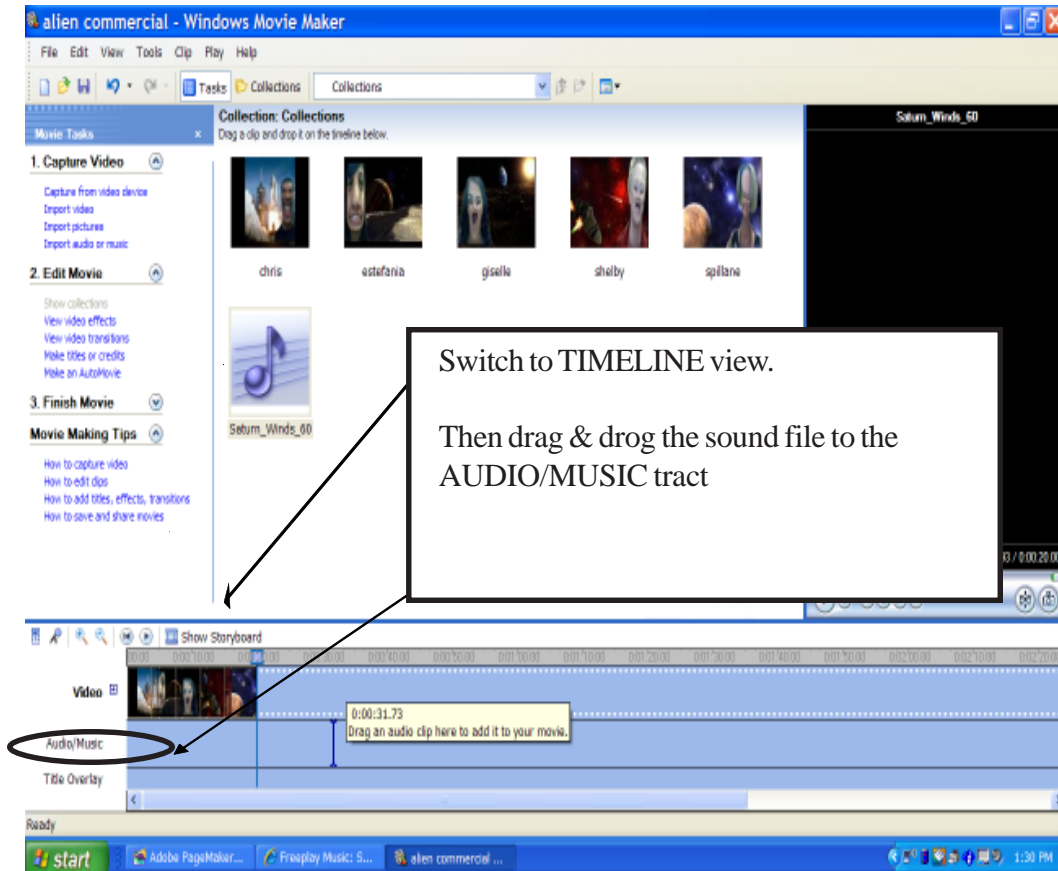 alien commercial - Windows Movie Maker
File Edit View Tools Clip Play Help
Tasks Collections Collections
Movie Tasks ×
1. Capture Video
Capture from video device
Import video
Import pictures
Import audio or music
2. Edit Movie
Show collections
View video effects
View video transitions
Make titles or credits
Make an AutoMovie
3. Finish Movie
Movie Making Tips
How to capture video
How to edit clips
How to add titles, effects, transitions
How to save and share movies
Collection: Collections
Drag a clip and drop it on the timeline below.
chris estefania giselle shelby spillane
Saturn_Winds_60
Saturn_Winds_60
Switch to TIMELINE view.
Then drag & drog the sound file to the
AUDIO/MUSIC tract
/ 0:00:20.00
Show Storyboard
Video
Audio/Music
Title Overlay
0:00:31.73
Drag an audio clip here to add it to your movie.
Ready
start Adobe PageMaker... Freeplay Music: S... alien commercial ... 1:30 PM